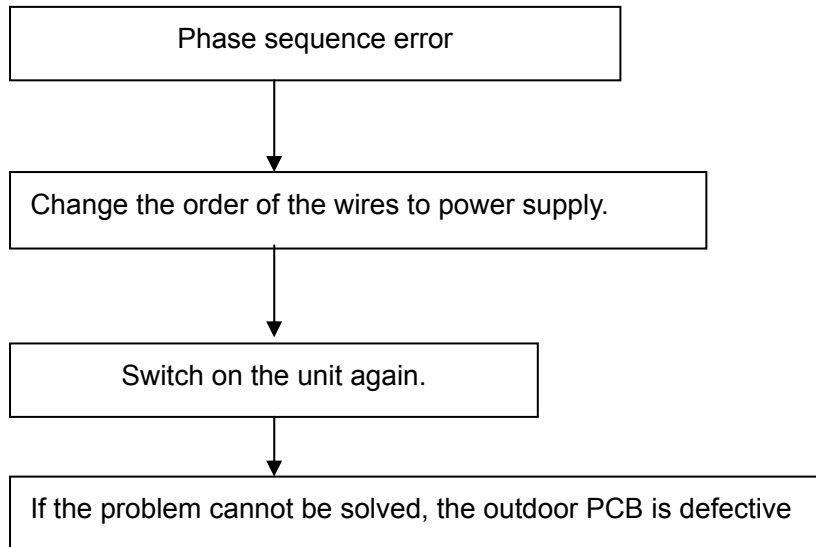 Phase sequence error
Change the order of the wires to power supply.
Switch on the unit again.
If the problem cannot be solved, the outdoor PCB is defective